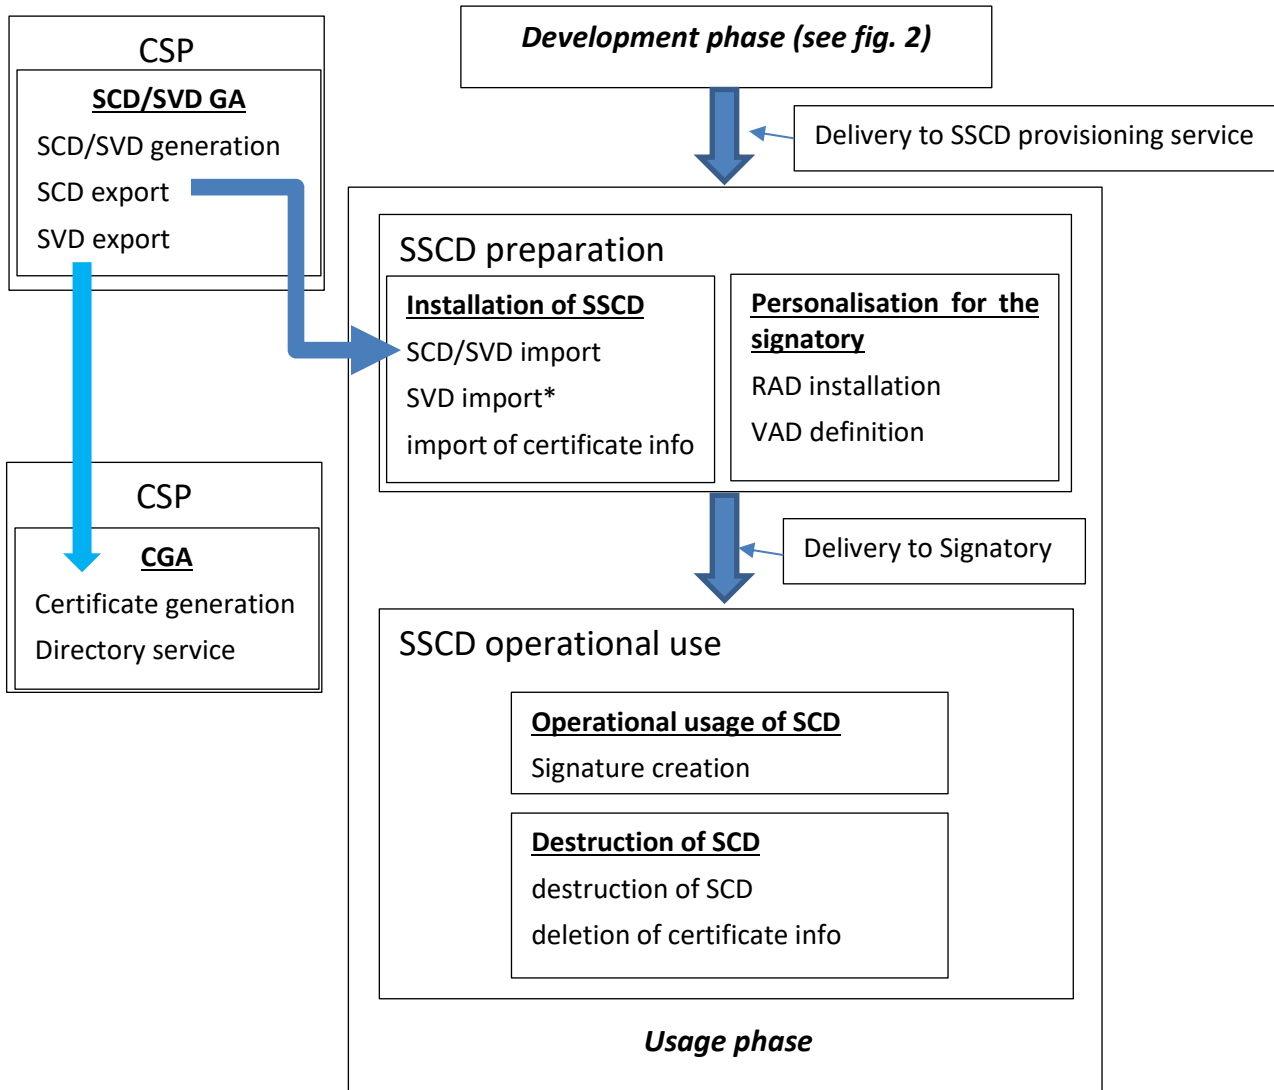 CSP
SCD/SVD GA
SCD/SVD generation
SCD export
SVD export
Development phase (see fig. 2)
Delivery to SSCD provisioning service
SSCD preparation
Installation of SSCD
SCD/SVD import
SVD import*
import of certificate info
Personalisation for the
signatory
RAD installation
VAD definition
CSP
CGA
Certificate generation
Directory service
Delivery to Signatory
SSCD operational use
Operational usage of SCD
Signature creation
Destruction of SCD
destruction of SCD
deletion of certificate info
Usage phase